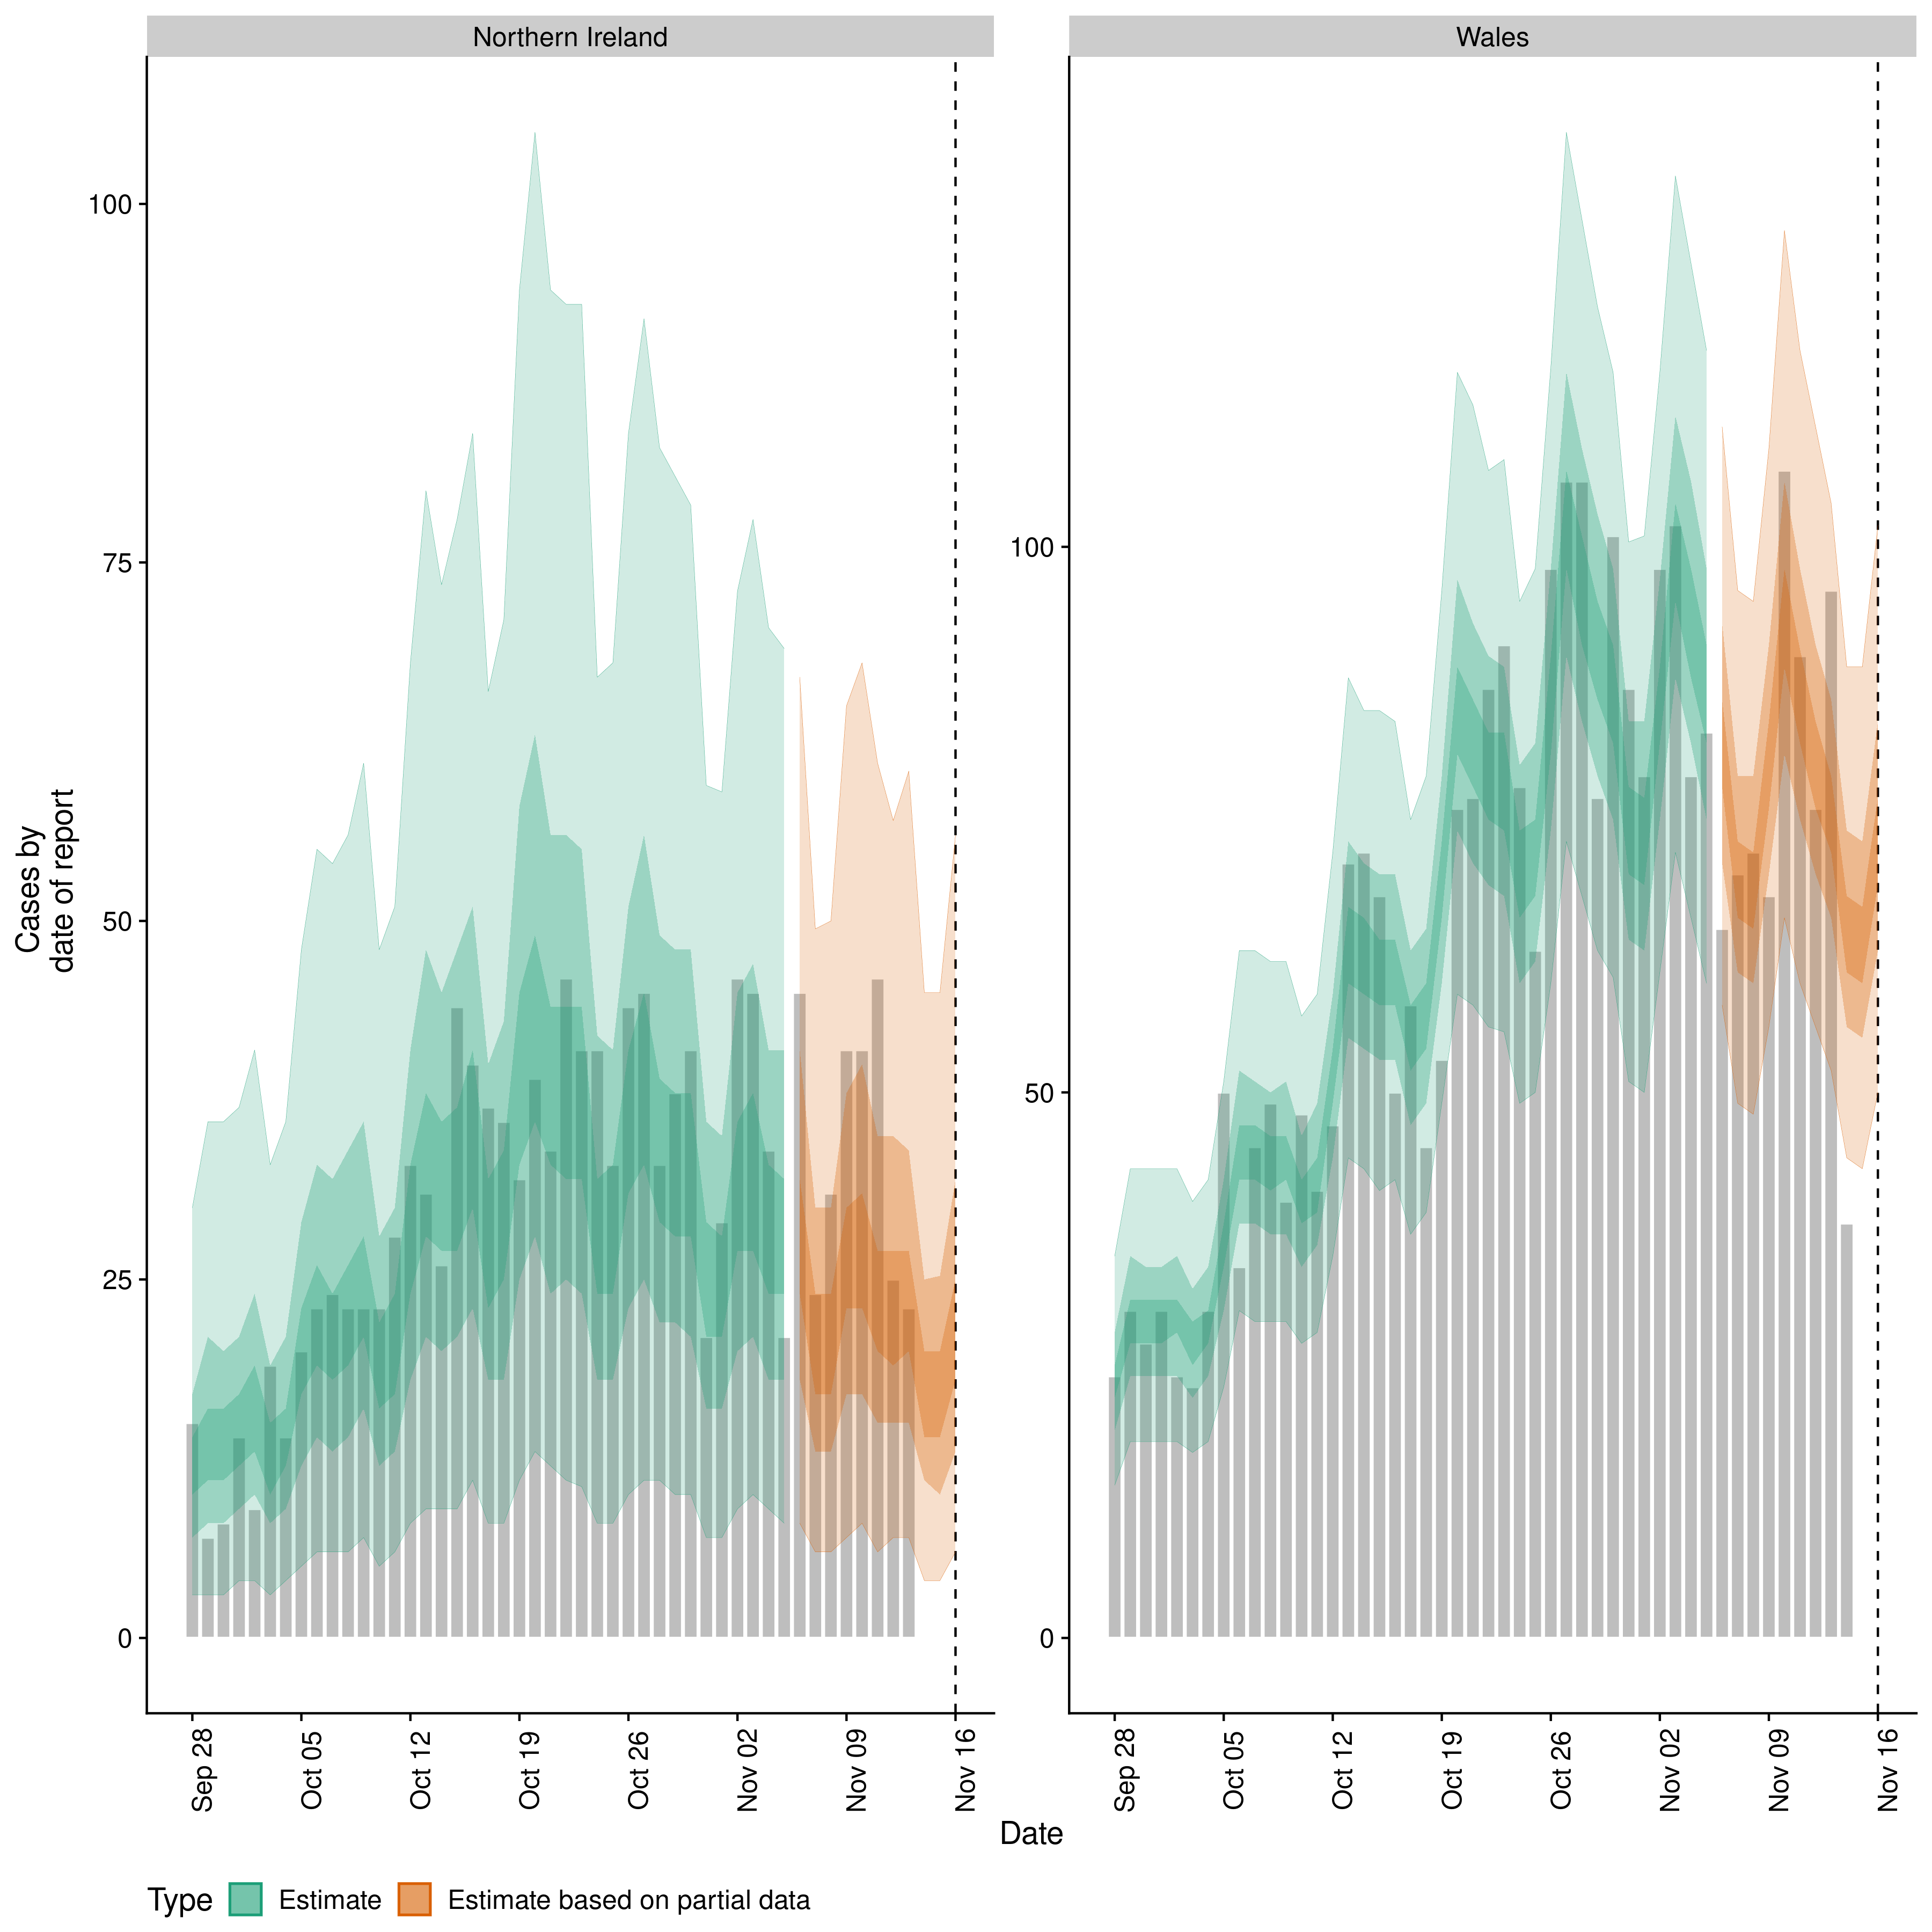 Northern Ireland
Wales
Cases by
date of report
100
75
50
25
0
100
50
0
Sep 28
Oct 05
Oct 12
Oct 19
Oct 26
Nov 02
Nov 09
Nov 16
Sep 28
Oct 05
Oct 12
Oct 19
Oct 26
Nov 02
Nov 09
Nov 16
Date
Type Estimate Estimate based on partial data